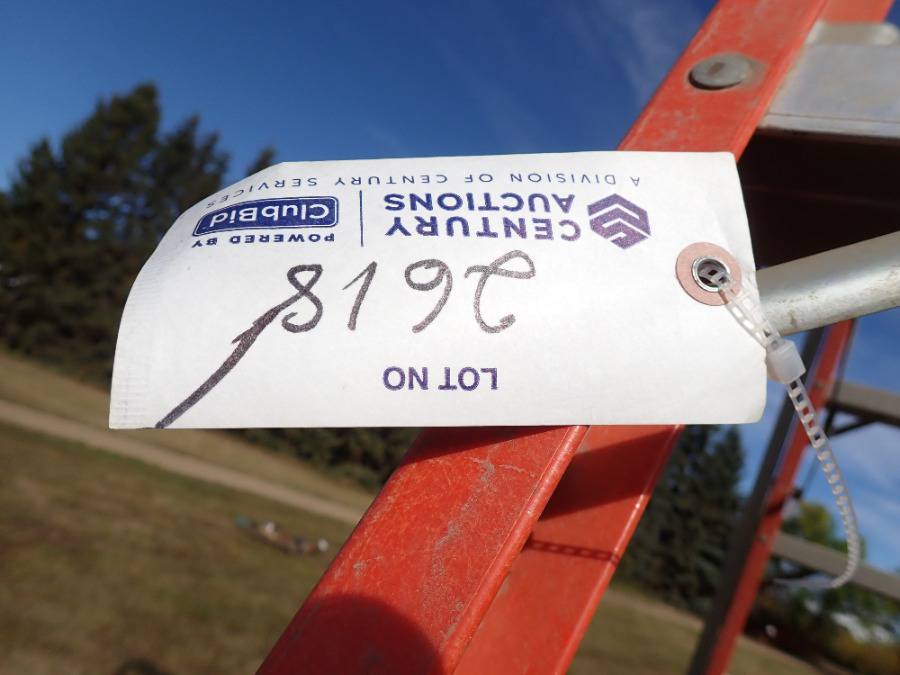 LOT NO
2618
CENTURY
AUCTIONS
POWERED BY
ClubBid
A DIVISION OF CENTURY SERVICES